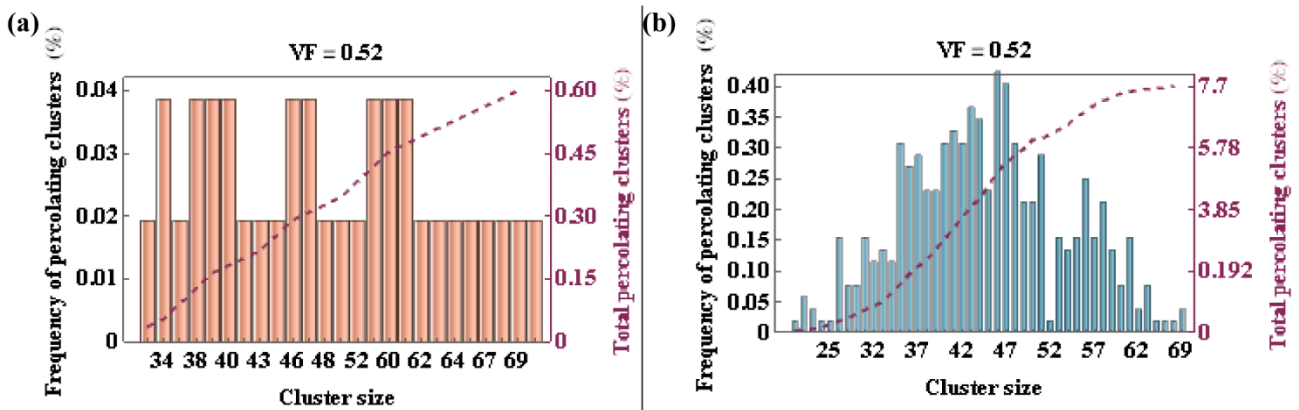 (a)
VF = 0.52
Frequency of percolating clusters (%)
0.04
0.03
0.02
0.01
0
0.60
0.45
0.30
0.15
0
Total percolating clusters (%)
34 38 40 43 46 48 52 60 62 64 67 69
Cluster size
(b)
VF = 0.52
Frequency of percolating clusters (%)
0.40
0.35
0.30
0.25
0.20
0.15
0.10
0.05
0
7.7
5.78
3.85
0.192
0
Total percolating clusters (%)
25 32 37 42 47 52 57 62 69
Cluster size